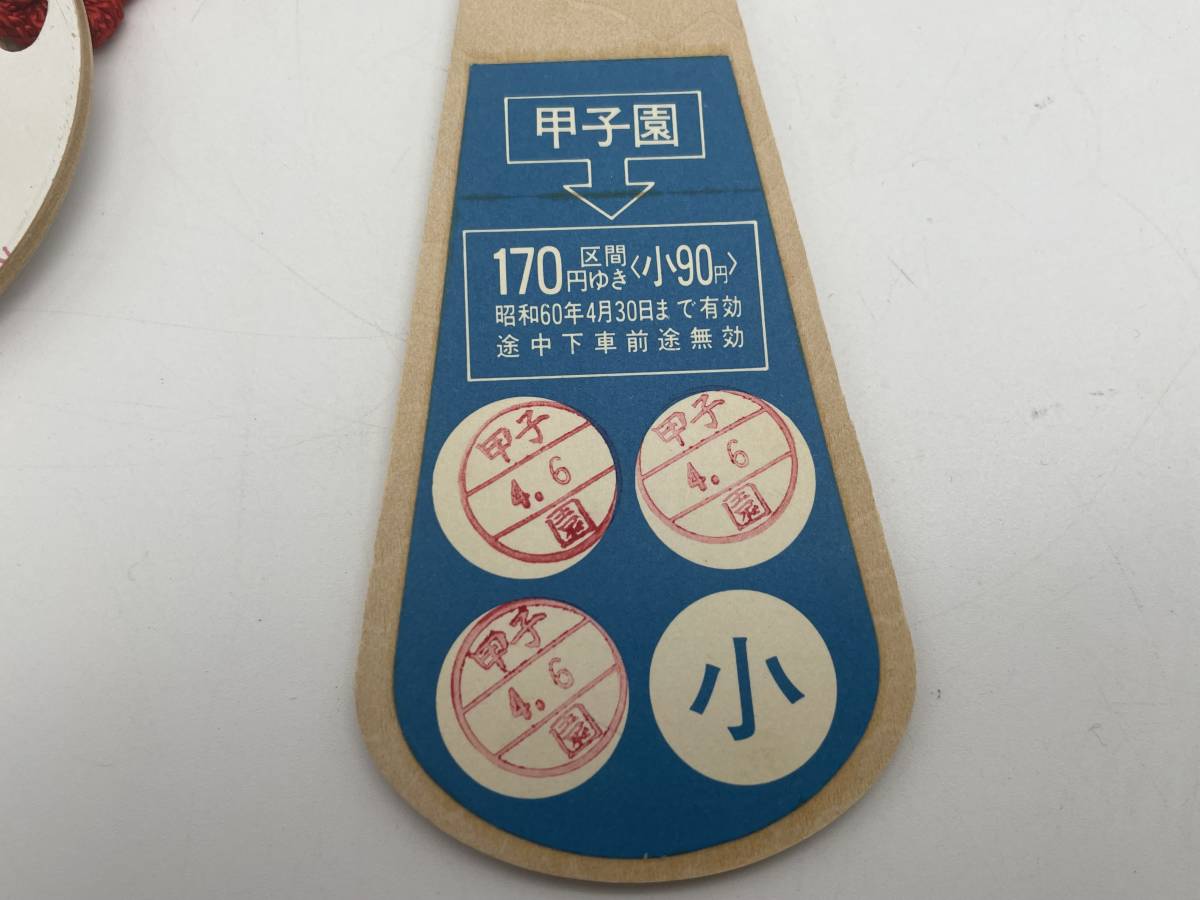 甲子園
170円区間ゆき〈小90円〉
昭和60年4月30日まで有効
途中下車前途無効
甲子
4.6
園
甲子
4.6
園
甲子
4.6
園
小